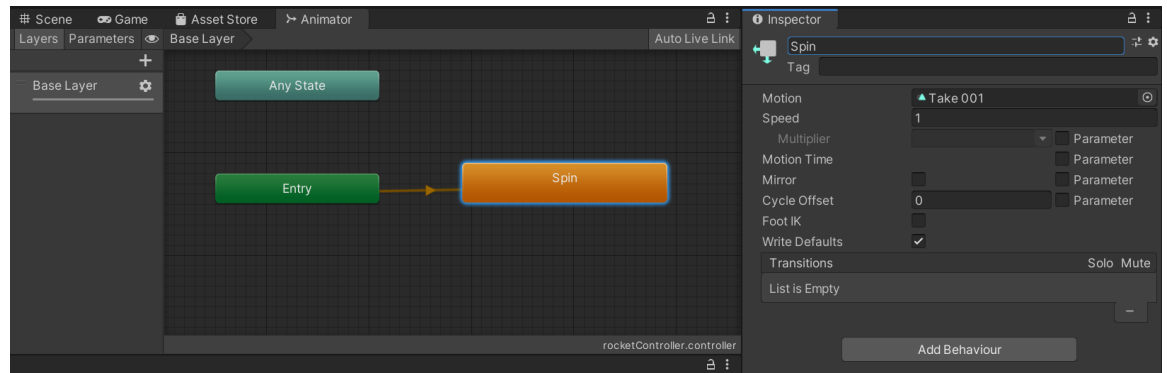 Scene Game Asset Store Animator
Layers Parameters Base Layer Auto Live Link
Base Layer
Any State
Entry
Spin
rocketController.controller
Inspector
Spin
Tag
Motion Take 001
Speed 1
Multiplier Parameter
Motion Time Parameter
Mirror Parameter
Cycle Offset 0 Parameter
Foot IK
Write Defaults
Transitions Solo Mute
List is Empty
Add Behaviour